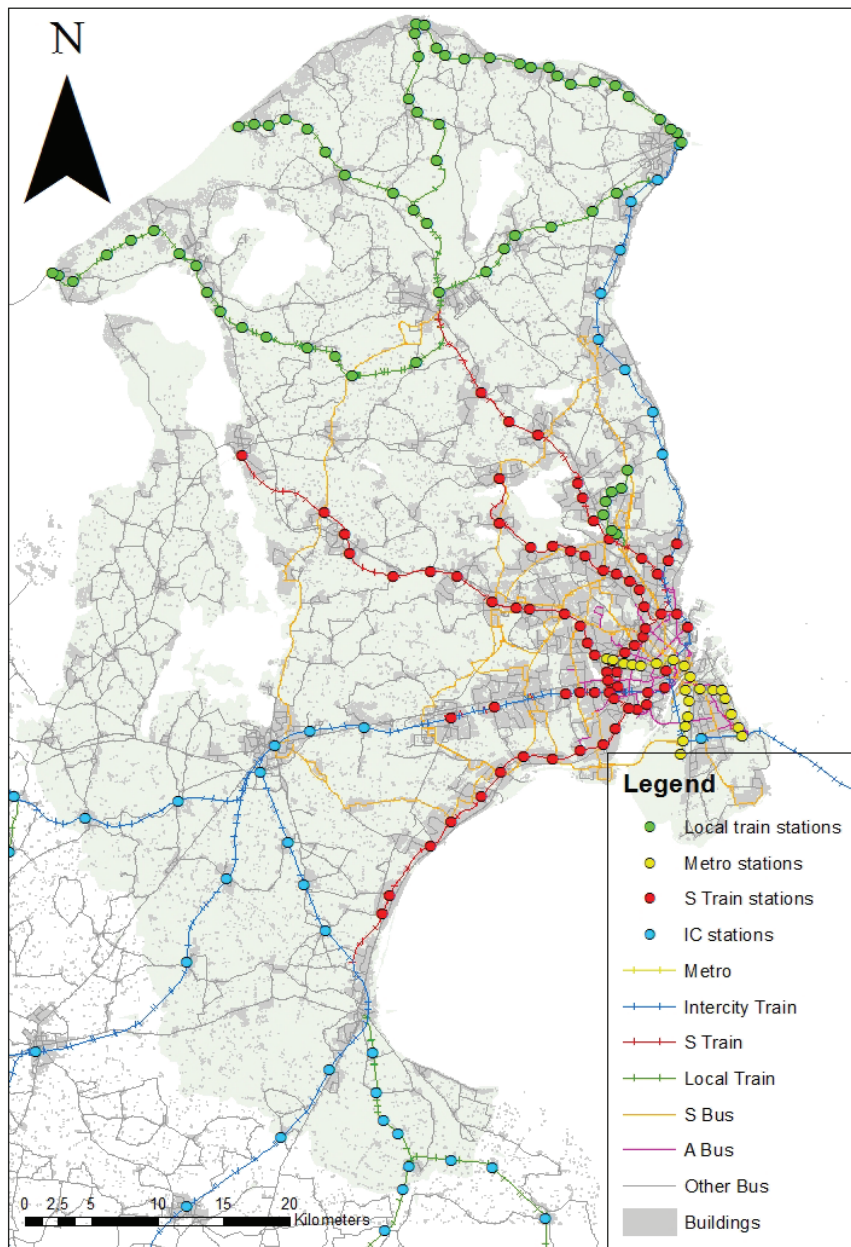 N
Legend
Local train stations
Metro stations
S Train stations
IC stations
Metro
Intercity Train
S Train
Local Train
S Bus
A Bus
Other Bus
Buildings
0 2,5 5 10 15 20
Kilometers